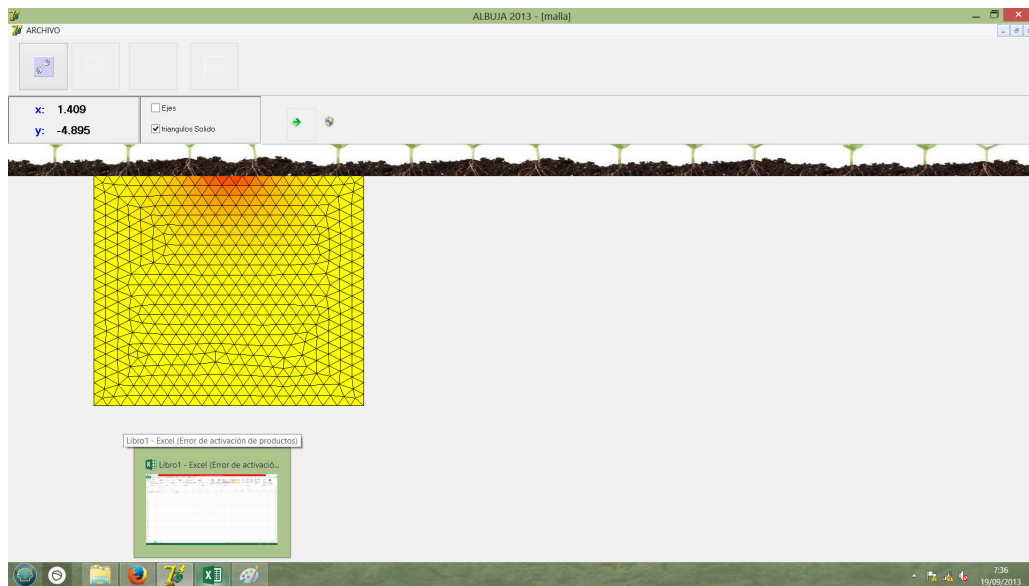 ALBUJA 2013 - [malla]
ARCHIVO
x: 1.409
y: -4.895
Ejes
triangulos Solido
Libro1 - Excel (Error de activación de productos)
Libro1 - Excel (Error de activació...
7:36
19/09/2013